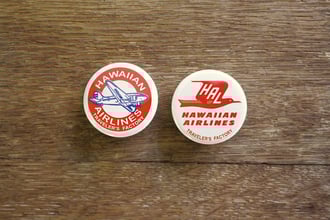 HAWAIIAN
AIRLINES
TRAVELER'S FACTORY
HAL
HAWAIIAN
AIRLINES
TRAVELER'S FACTORY